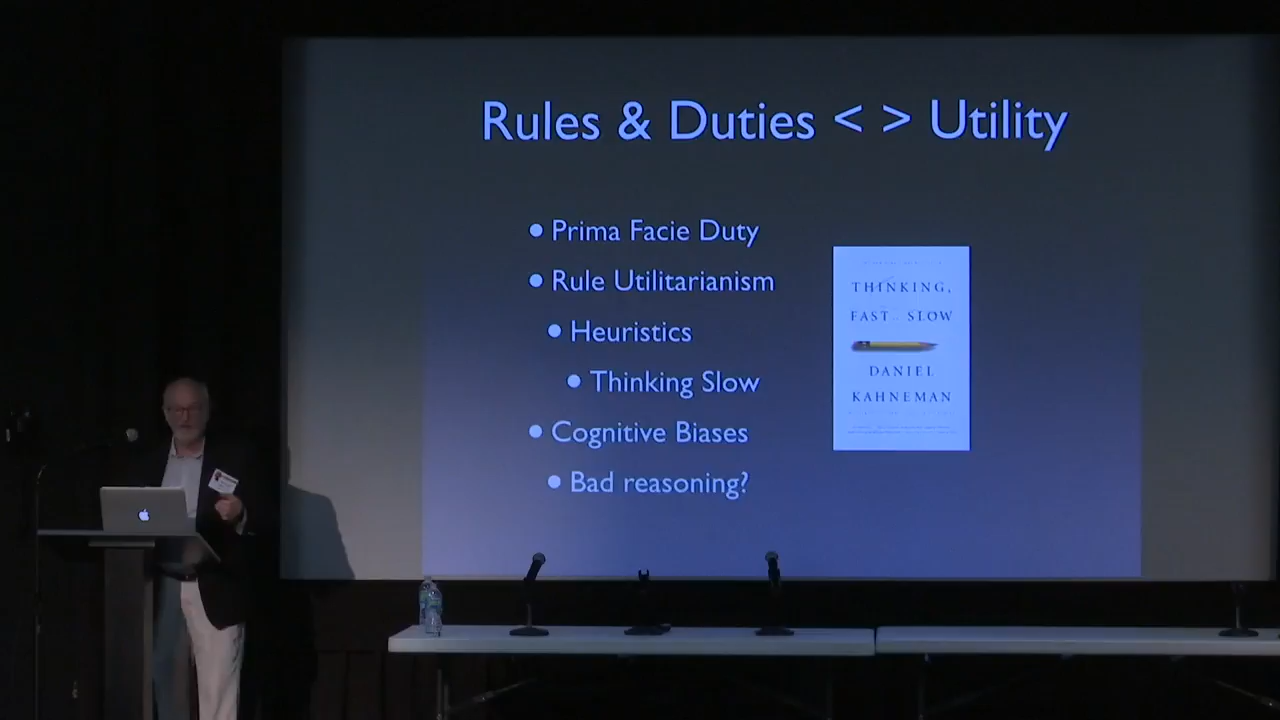 Rules & Duties < > Utility
• Prima Facie Duty
• Rule Utilitarianism
• Heuristics
• Thinking Slow
• Cognitive Biases
• Bad reasoning?
THINKING,
FAST SLOW
DANIEL
KAHNEMAN